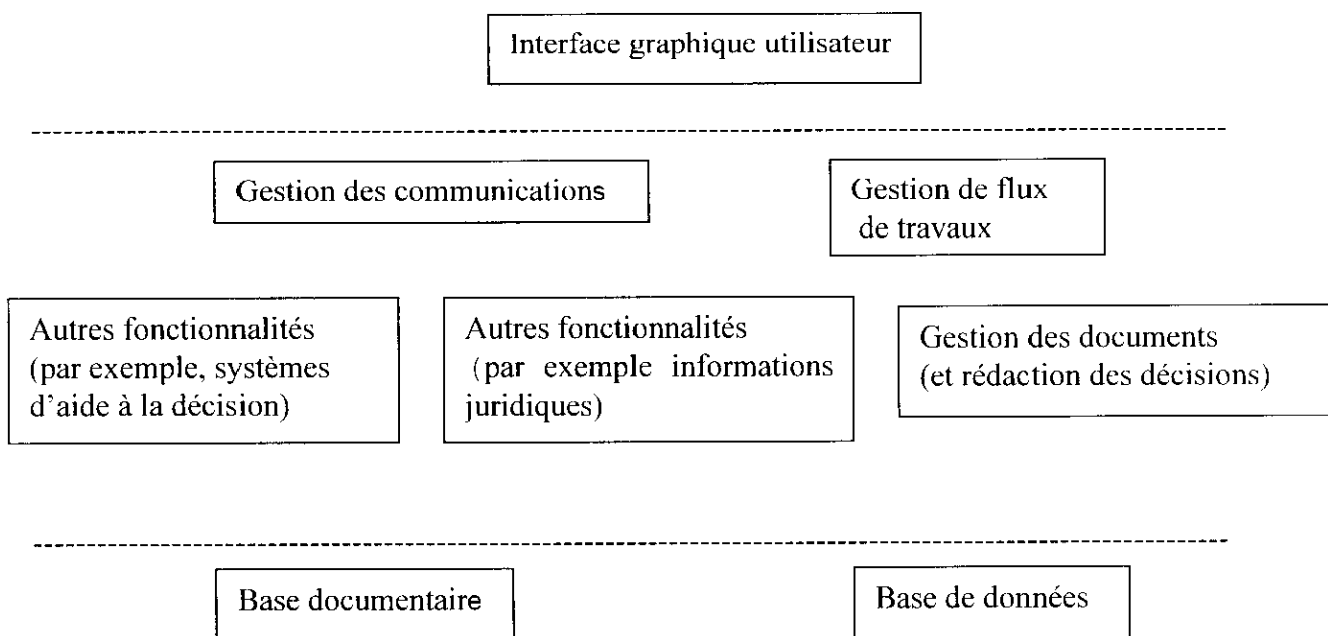 Interface graphique utilisateur
Gestion des communications
Gestion de flux
de travaux
Autres fonctionnalités
(par exemple, systèmes
d'aide à la décision)
Autres fonctionnalités
(par exemple informations
juridiques)
Gestion des documents
(et rédaction des décisions)
Base documentaire
Base de données